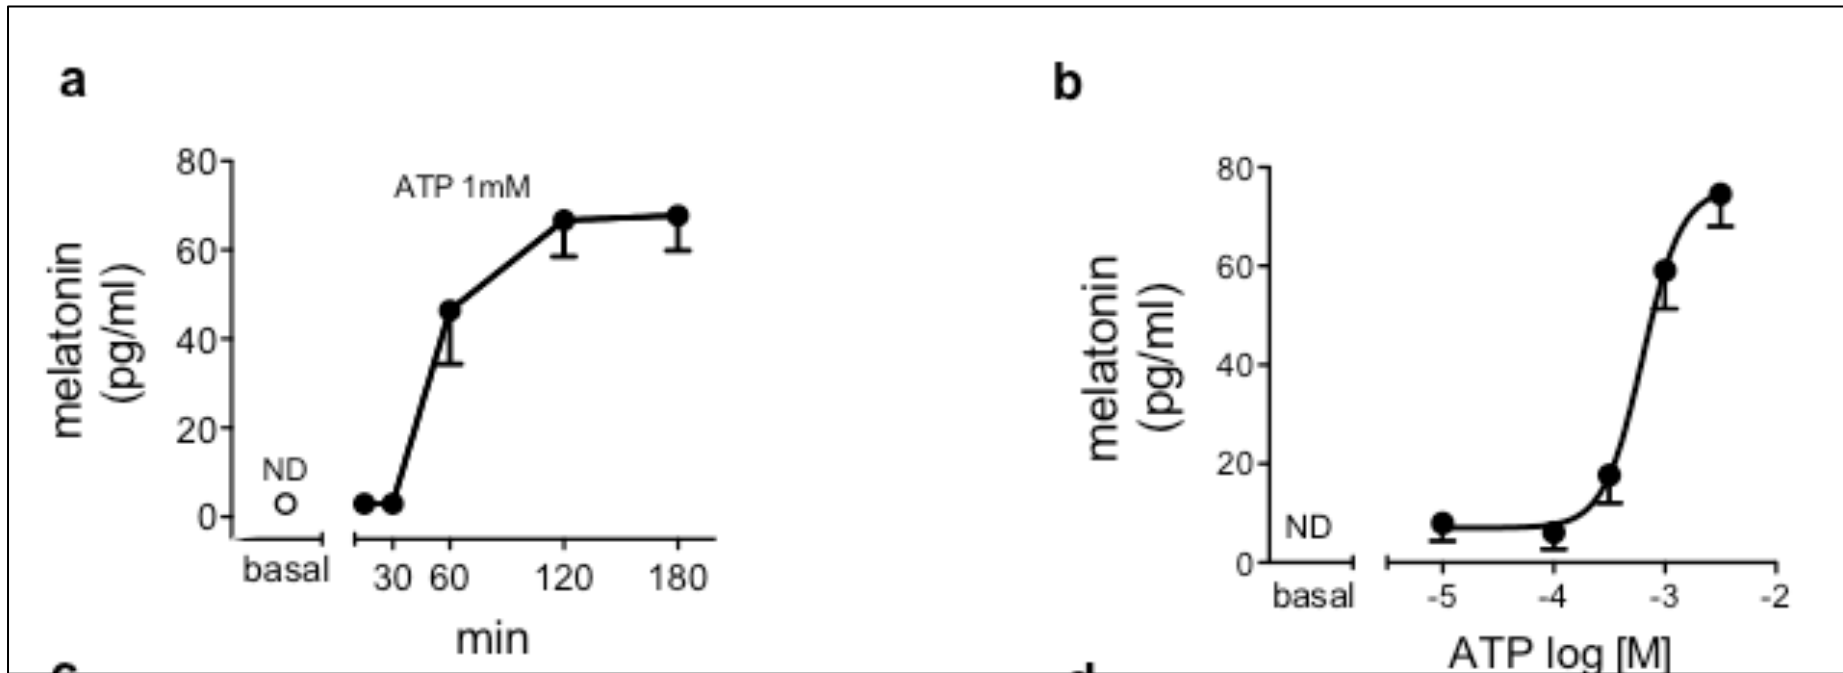 a
80
60
40
20
0
melatonin
(pg/ml)
ATP 1mM
ND
basal
30 60 120 180
min
b
80
60
40
20
0
melatonin
(pg/ml)
ND
basal
-5 -4 -3 -2
ATP log [M]